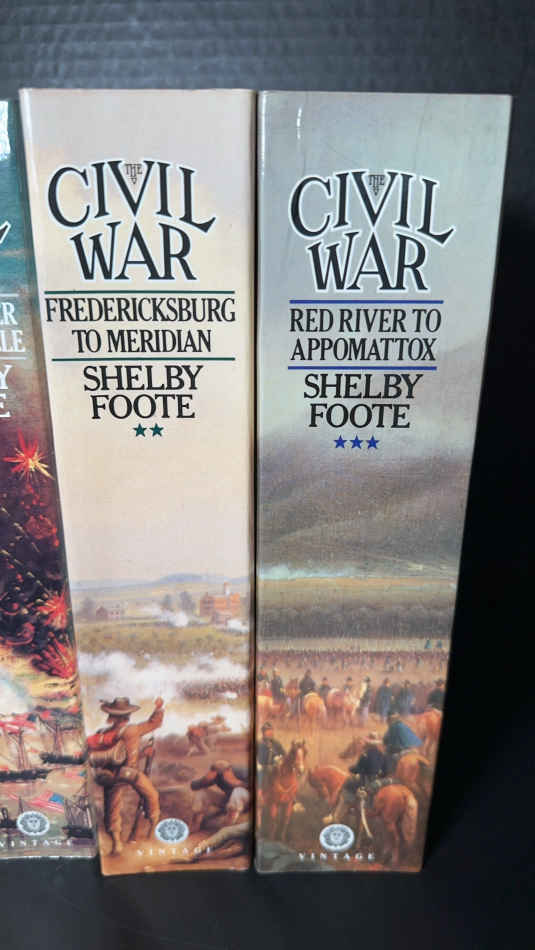 THE
CIVIL
WAR
FREDERICKSBURG
TO MERIDIAN
SHELBY
FOOTE
VINTAGE
THE
CIVIL
WAR
RED RIVER TO
APPOMATTOX
SHELBY
FOOTE
VINTAGE